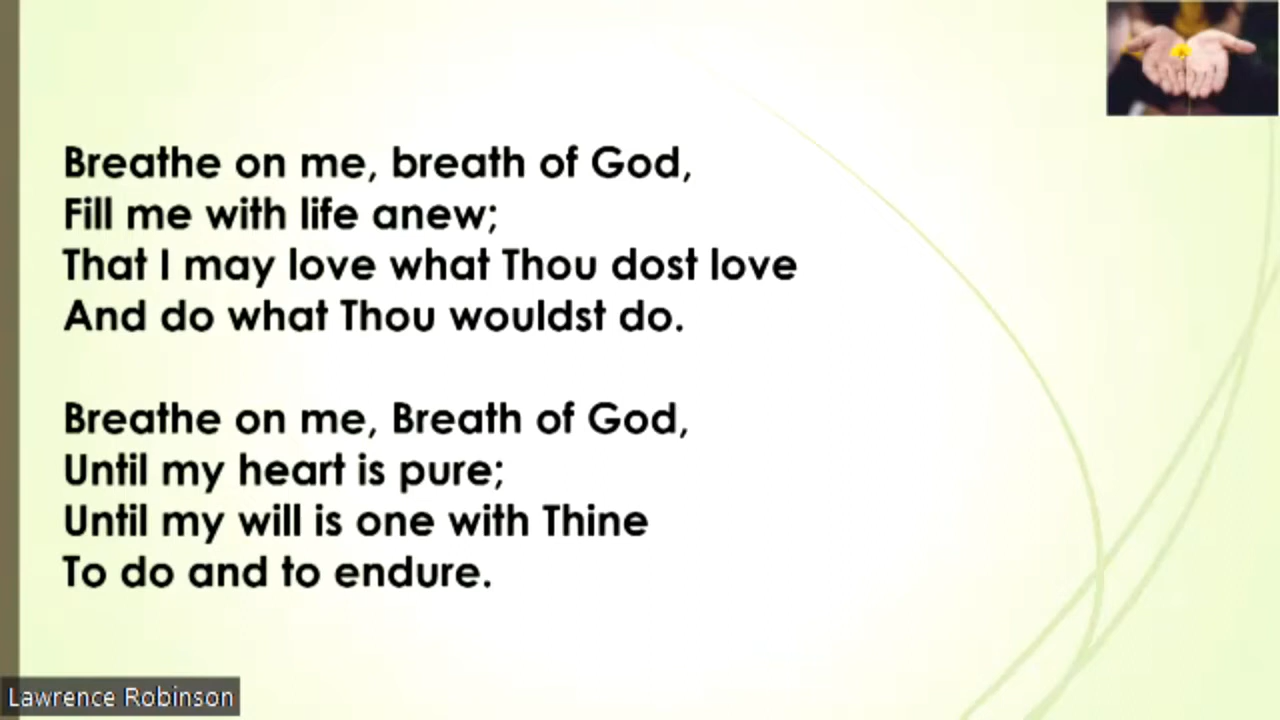 Breathe on me, breath of God,
Fill me with life anew;
That I may love what Thou dost love
And do what Thou wouldst do.
Breathe on me, Breath of God,
Until my heart is pure;
Until my will is one with Thine
To do and to endure.
Lawrence Robinson